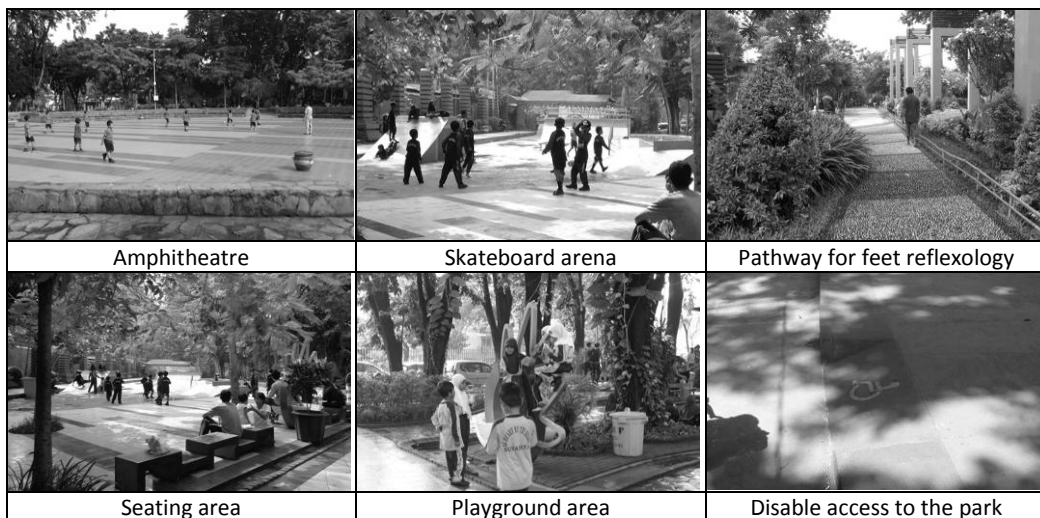 Amphitheatre
Skateboard arena
Pathway for feet reflexology
Seating area
Playground area
Disable access to the park